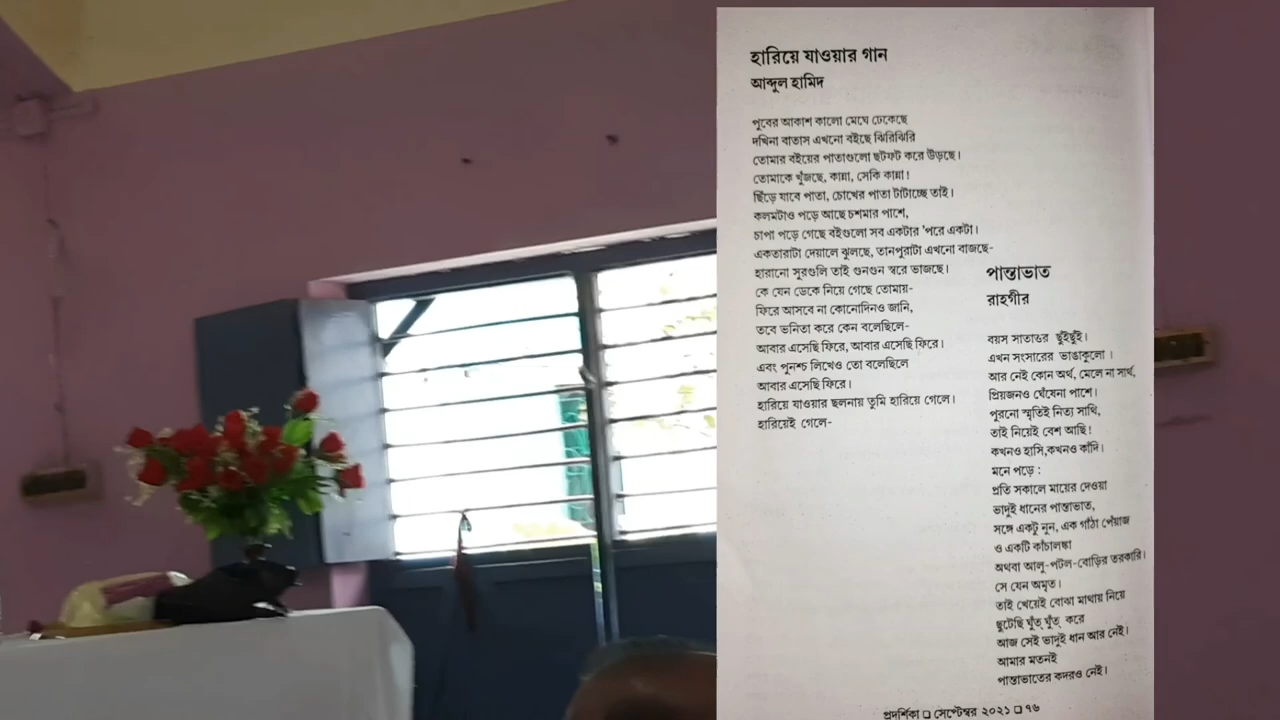 হারিয়ে যাওয়ার গান
আব্দুল হামিদ
পূবের আকাশ কালো মেঘে ঢেকেছে
দখিনা বাতাস এখনো বইছে ঝিরিঝিরি
তোমার বইয়ের পাতাগুলো ছটফট করে উড়ছে।
তোমাকে খুঁজছে, কান্না, সেকি কান্না!
ছিঁড়ে যাবে পাতা, চোখের পাতা টাটাচ্ছে তাই।
কলমটাও পড়ে আছে চশমার পাশে,
চাপা পড়ে গেছে বইগুলো সব একটার 'পরে একটা।
একতারাটা দেয়ালে ঝুলছে, তানপুরাটা এখনো বাজছে-
হারানো সুরগুলি তাই গুনগুন স্বরে ভাজছে।
কে যেন ডেকে নিয়ে গেছে তোমায়-
ফিরে আসবে না কোনোদিনও জানি,
তবে ভনিতা করে কেন বলেছিলে-
আবার এসেছি ফিরে, আবার এসেছি ফিরে।
এবং পুনশ্চ লিখেও তো বলেছিলে
আবার এসেছি ফিরে।
হারিয়ে যাওয়ার ছলনায় তুমি হারিয়ে গেলে।
হারিয়েই গেলে-
পান্তাভাত
রাহগীর
বয়স সাতাত্তর ছুঁইছুঁই।
এখন সংসারের ভাঙাকুলো।
আর নেই কোন অর্থ, মেলে না সার্থ,
প্রিয়জনও ঘেঁষেনা পাশে।
পুরনো স্মৃতিই নিত্য সাথি,
তাই নিয়েই বেশ আছি!
কখনও হাসি,কখনও কাঁদি।
মনে পড়ে :
প্রতি সকালে মায়ের দেওয়া
ভাদুই ধানের পান্তাভাত,
সঙ্গে একটু নুন, এক গাঁঠা পেঁয়াজ
ও একটি কাঁচালঙ্কা
অথবা আলু-পটল-বোড়ির তরকারি।
সে যেন অমৃত।
তাই খেয়েই বোঝা মাথায় নিয়ে
ছুটেছি ঘুঁত্ ঘুঁত্ করে
আজ সেই ভাদুই ধান আর নেই।
আমার মতনই
পান্তাভাতের কদরও নেই।
প্রদর্শিকা □ সেপ্টেম্বর ২০২১ □ ৭৬